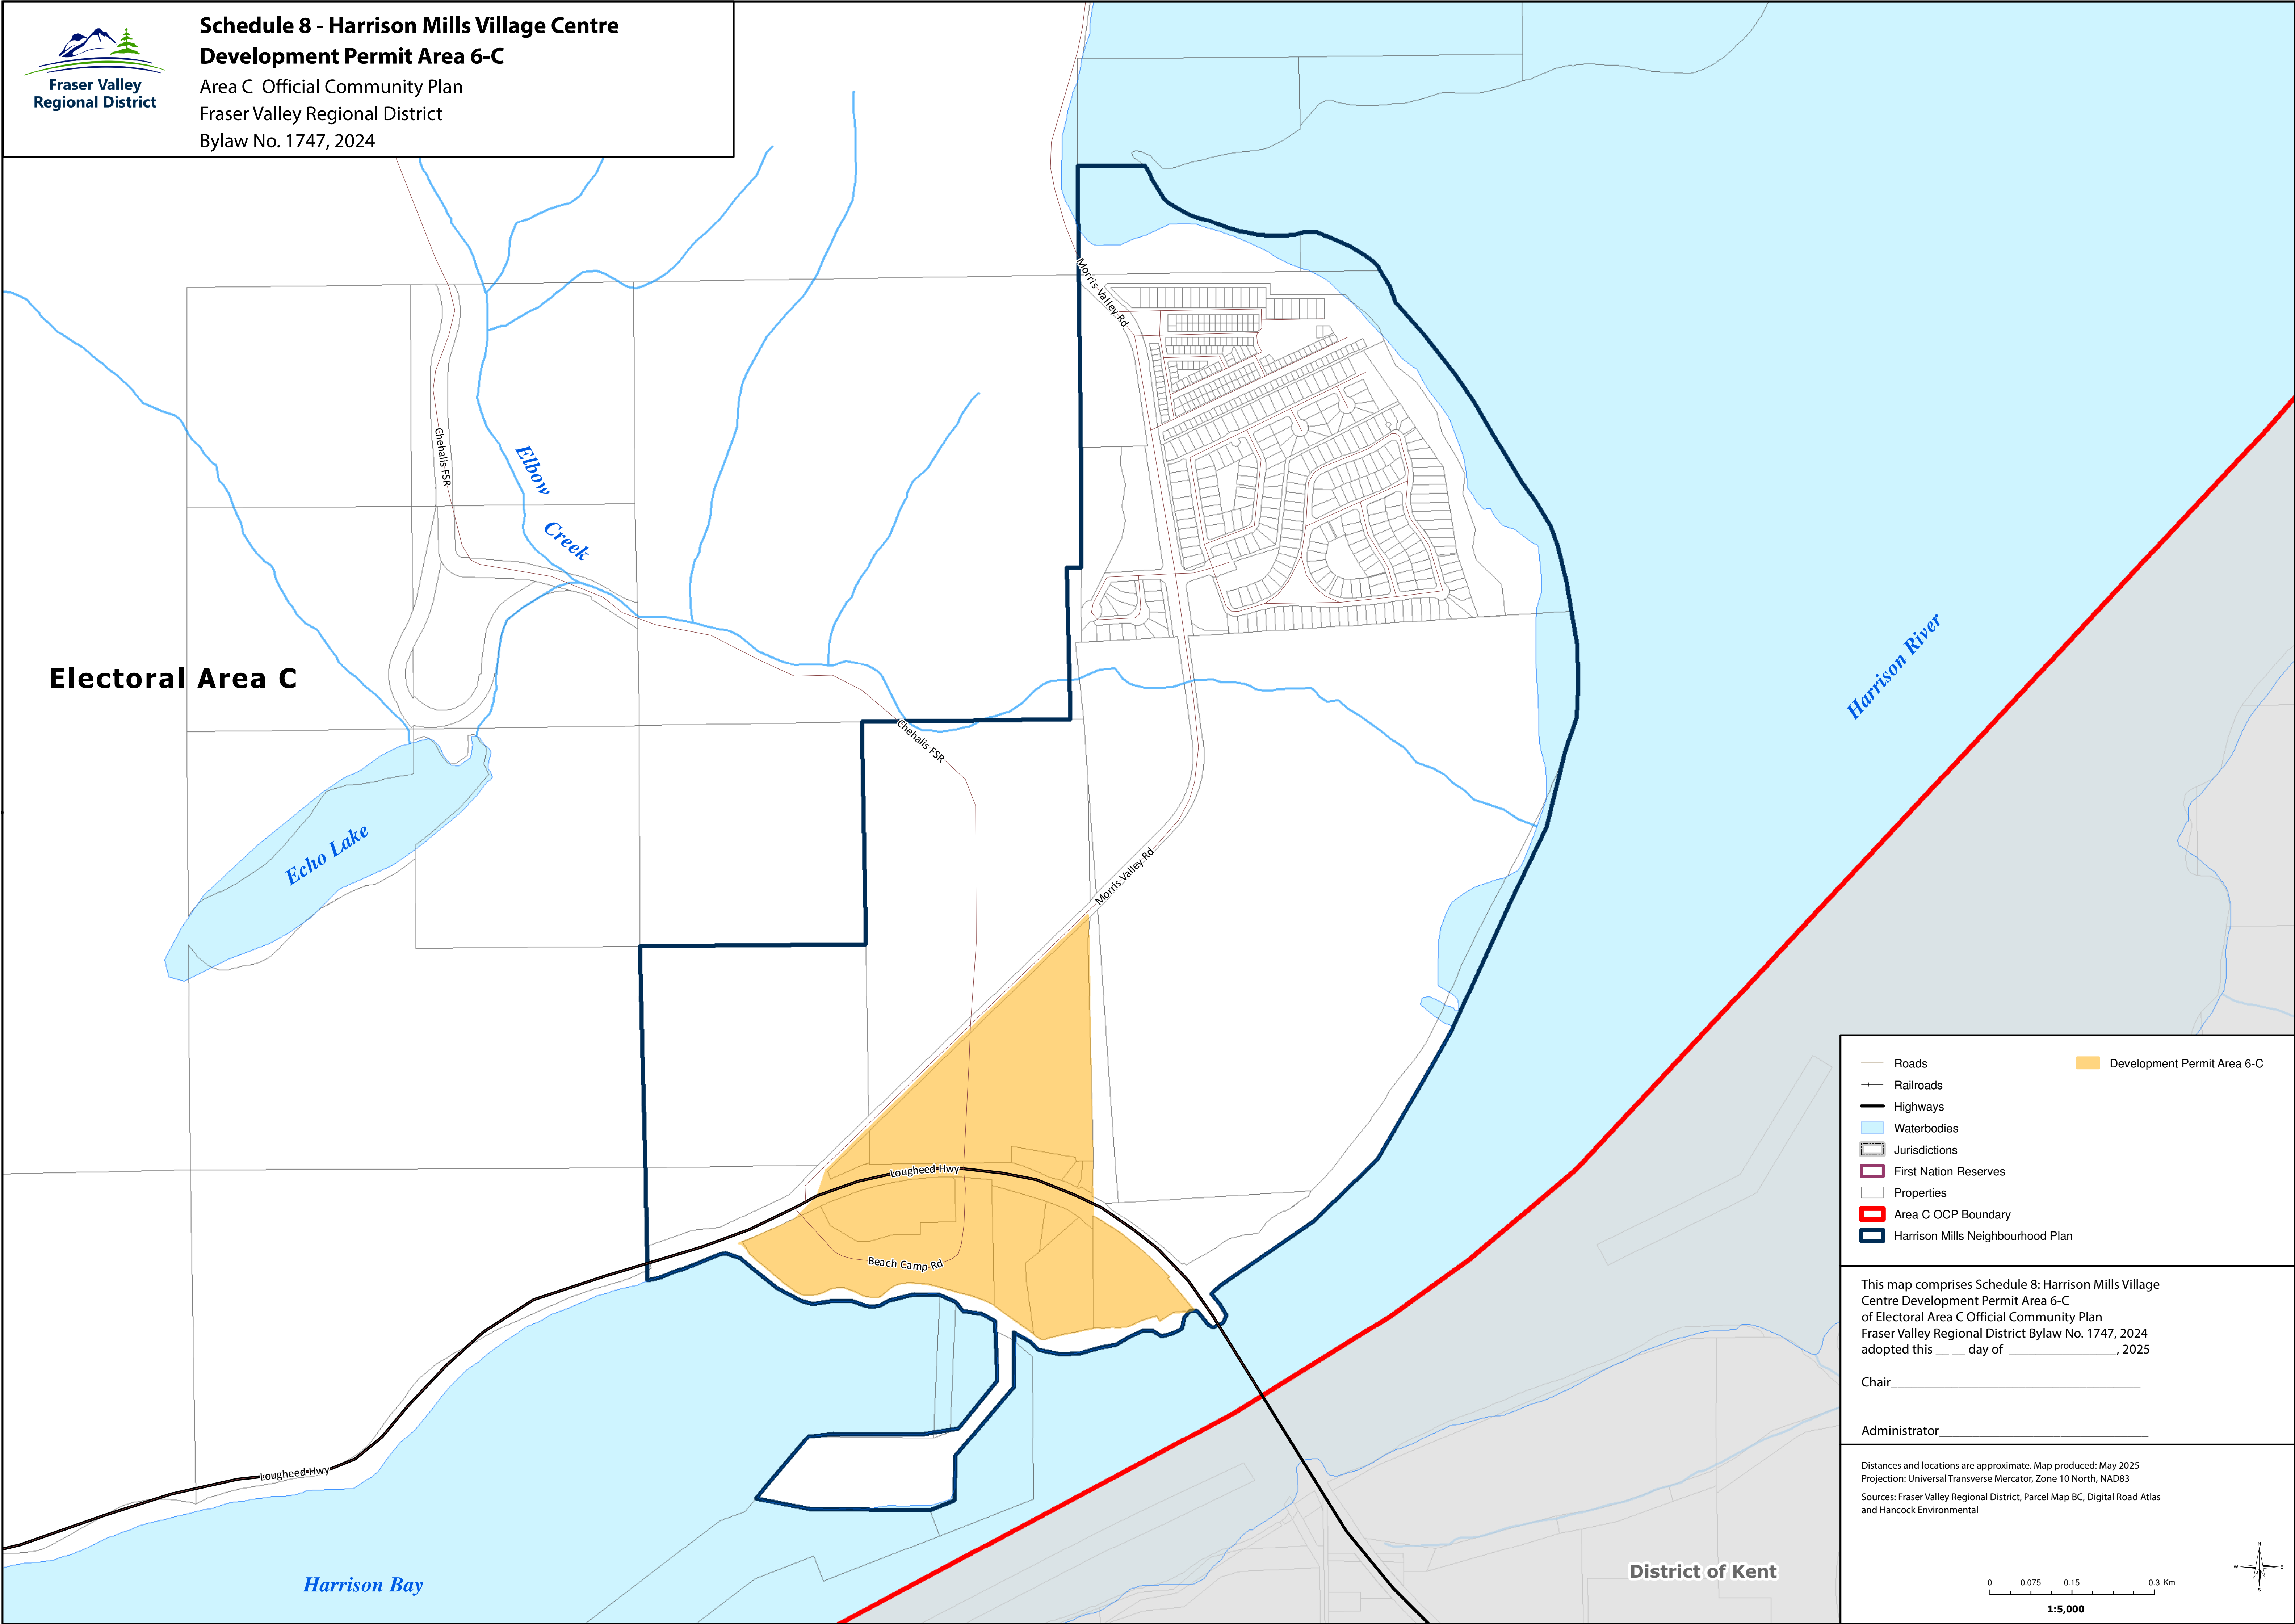 Fraser Valley
Regional District
Schedule 8 - Harrison Mills Village Centre
Development Permit Area 6-C
Area C Official Community Plan
Fraser Valley Regional District
Bylaw No. 1747, 2024
Morris Valley Rd
Chehalis FSR
Elbow
Creek
Electoral Area C
Harrison River
Chehalis FSR
Echo Lake
Morris Valley Rd
Lougheed Hwy
Beach Camp Rd
Lougheed Hwy
Harrison Bay
District of Kent
Roads
Railroads
Highways
Waterbodies
Jurisdictions
First Nation Reserves
Properties
Area C OCP Boundary
Harrison Mills Neighbourhood Plan
Development Permit Area 6-C
This map comprises Schedule 8: Harrison Mills Village
Centre Development Permit Area 6-C
of Electoral Area C Official Community Plan
Fraser Valley Regional District Bylaw No. 1747, 2024
adopted this __ __ day of ________________, 2025
Chair____________________________________
Administrator______________________________
Distances and locations are approximate. Map produced: May 2025
Projection: Universal Transverse Mercator, Zone 10 North, NAD83
Sources: Fraser Valley Regional District, Parcel Map BC, Digital Road Atlas
and Hancock Environmental
N
W E
S
0 0.075 0.15 0.3 Km
1:5,000